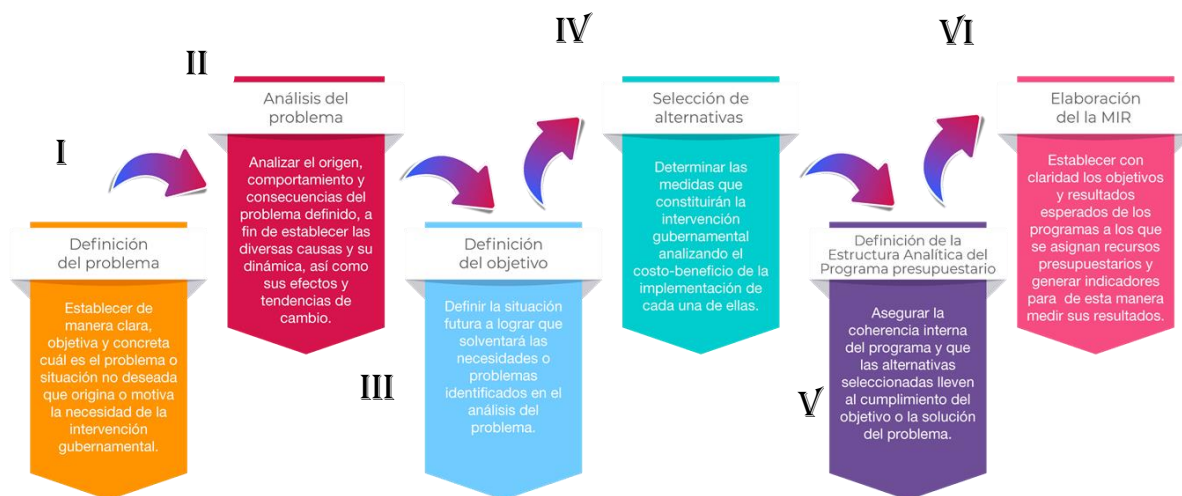 I
Definición
del problema
Establecer de
manera clara,
objetiva y concreta
cuál es el problema o
situación no deseada
que origina o motiva
la necesidad de la
intervención
gubernamental.
II
Análisis del
problema
Analizar el origen,
comportamiento y
consecuencias del
problema definido, a
fin de establecer las
diversas causas y su
dinámica, así como
sus efectos y
tendencias de
cambio.
III
Definición
del objetivo
Definir la situación
futura a lograr que
solventará las
necesidades o
problemas
identificados en el
análisis del
problema.
IV
Selección de
alternativas
Determinar las
medidas que
constituirán la
intervención
gubernamental
analizando el
costo-beneficio de la
implementación de
cada una de ellas.
V
Definición de la
Estructura Analítica del
Programa presupuestario
Asegurar la
coherencia interna
del programa y que
las alternativas
seleccionadas lleven
al cumplimiento del
objetivo o la solución
del problema.
VI
Elaboración
del la MIR
Establecer con
claridad los objetivos
y resultados
esperados de los
programas a los que
se asignan recursos
presupuestarios y
generar indicadores
para de esta manera
medir sus resultados.